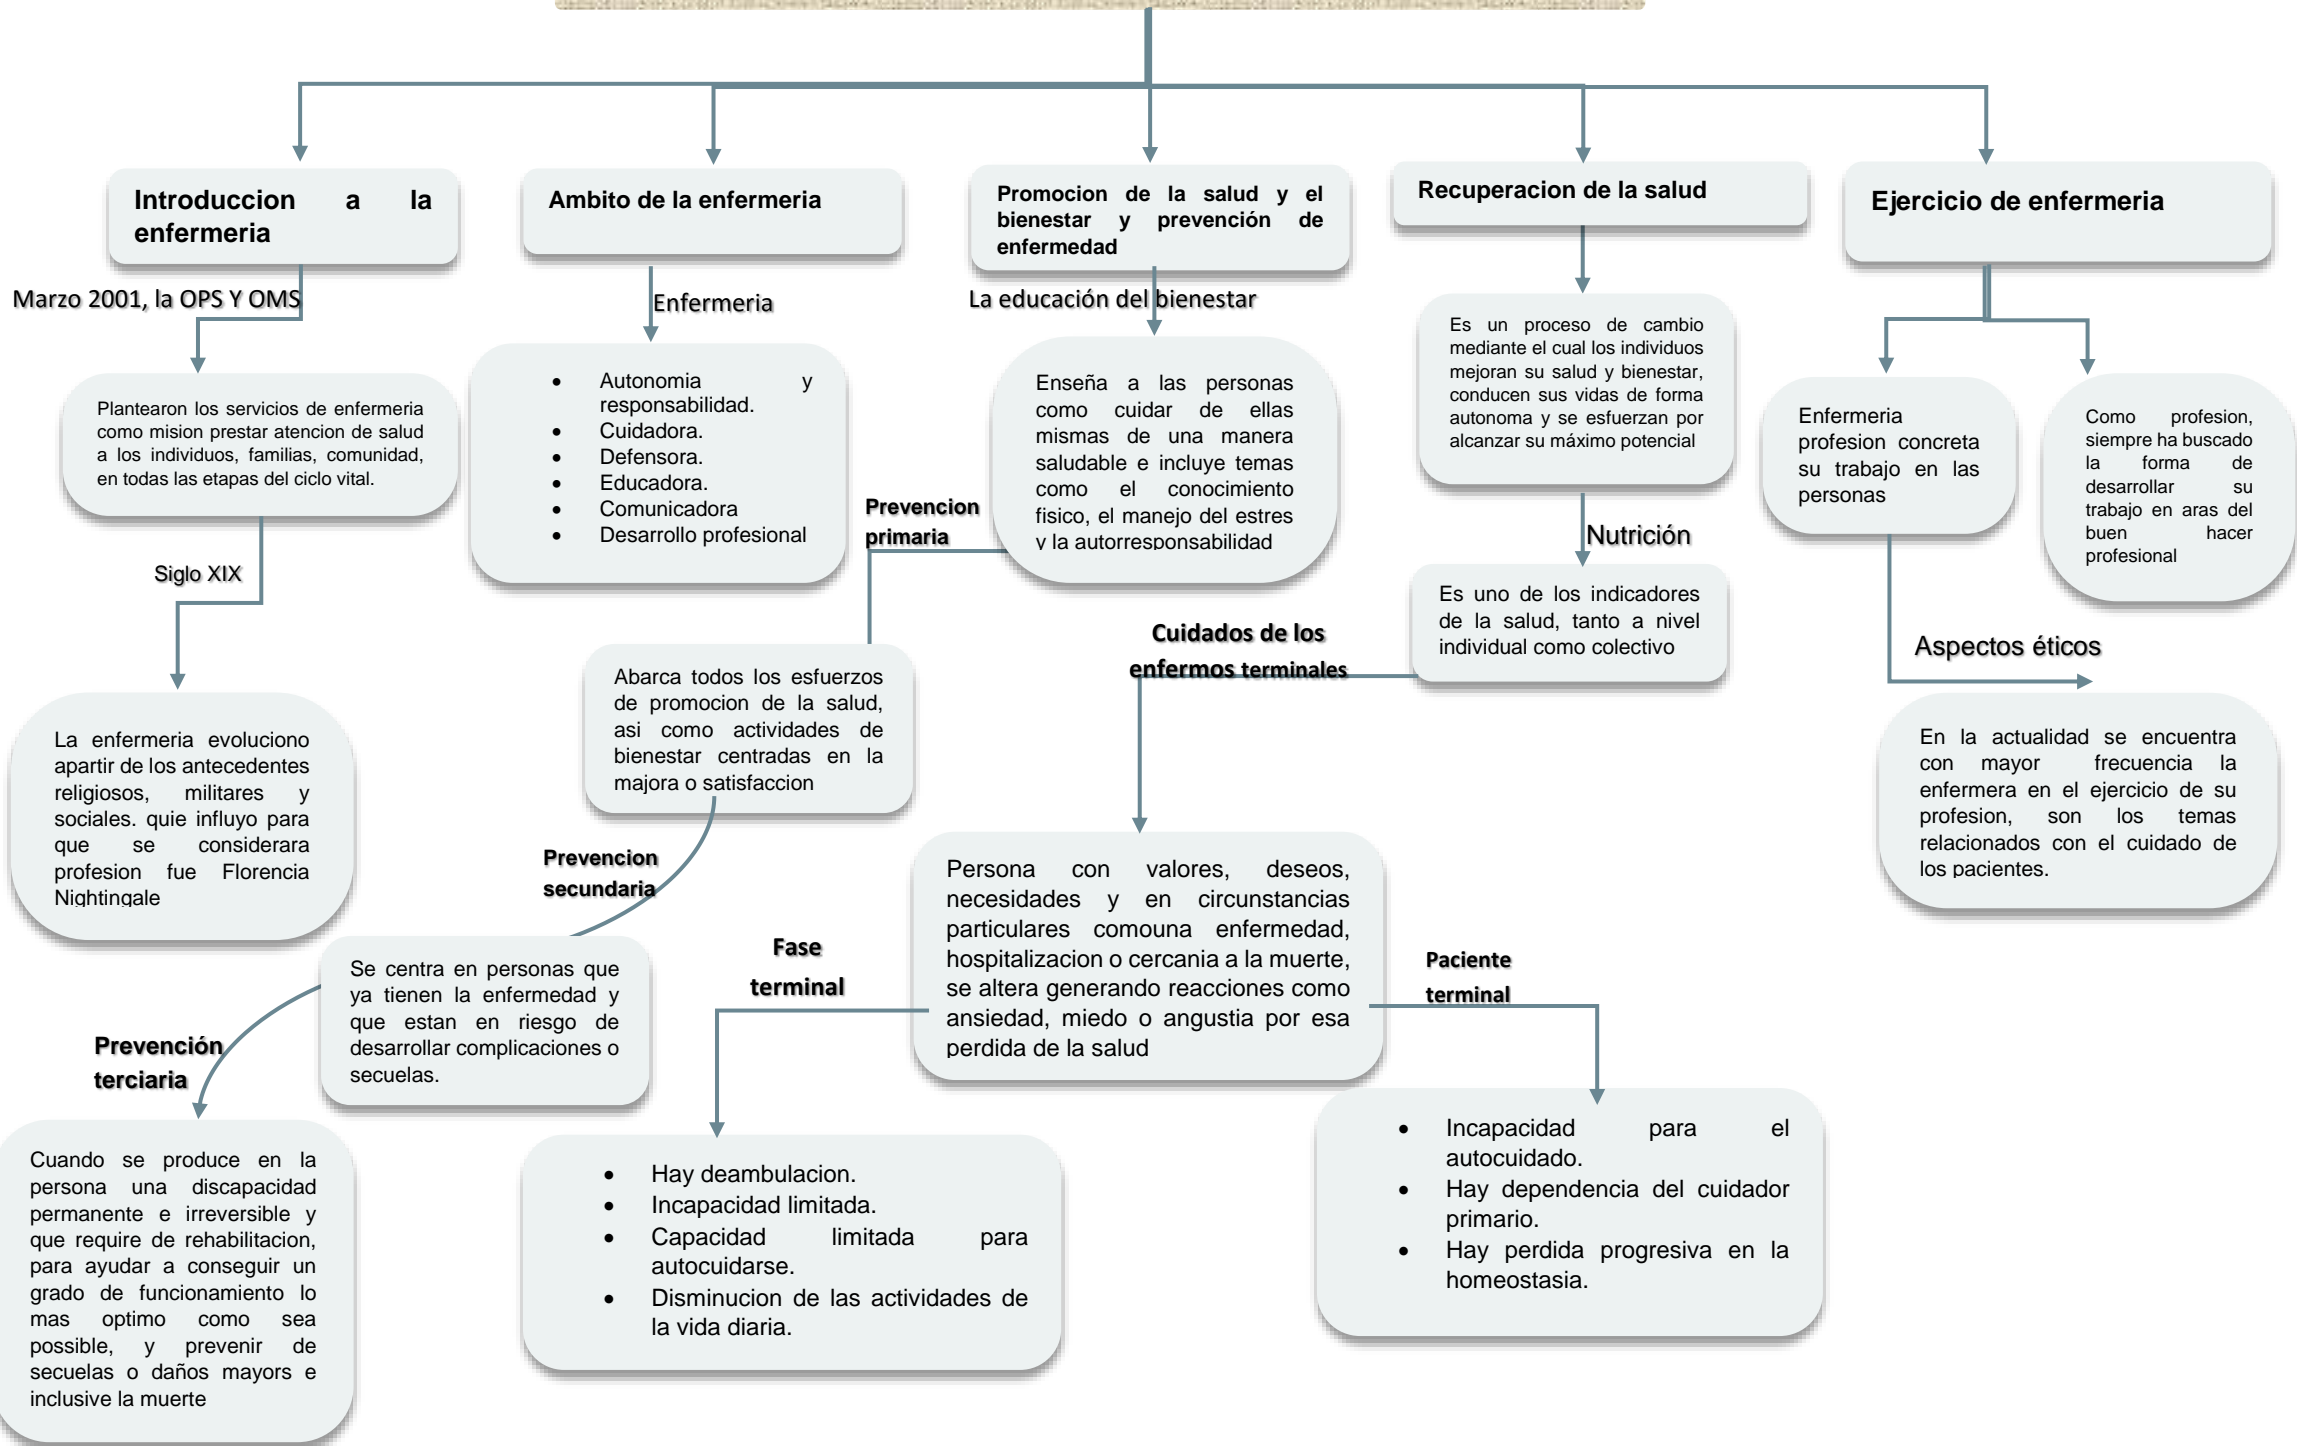 Introduccion a la
enfermeria
Ambito de la enfermeria
Promocion de la salud y el
bienestar y prevención de
enfermedad
Recuperacion de la salud
Ejercicio de enfermeria
Marzo 2001, la OPS Y OMS
Enfermeria
La educación del bienestar
Plantearon los servicios de enfermeria
como mision prestar atencion de salud
a los individuos, familias, comunidad,
en todas las etapas del ciclo vital.
• Autonomia y
responsabilidad.
• Cuidadora.
• Defensora.
• Educadora.
• Comunicadora
• Desarrollo profesional
Enseña a las personas
como cuidar de ellas
mismas de una manera
saludable e incluye temas
como el conocimiento
fisico, el manejo del estres
y la autorresponsabilidad
Es un proceso de cambio
mediante el cual los individuos
mejoran su salud y bienestar,
conducen sus vidas de forma
autonoma y se esfuerzan por
alcanzar su máximo potencial
Enfermeria
profesion concreta
su trabajo en las
personas
Como profesion,
siempre ha buscado
la forma de
desarrollar su
trabajo en aras del
buen hacer
profesional
Siglo XIX
Prevencion
primaria
Nutrición
Es uno de los indicadores
de la salud, tanto a nivel
individual como colectivo
Cuidados de los
enfermos terminales
Aspectos éticos
La enfermeria evoluciono
apartir de los antecedentes
religiosos, militares y
sociales. quie influyo para
que se considerara
profesion fue Florencia
Nightingale
Abarca todos los esfuerzos
de promocion de la salud,
asi como actividades de
bienestar centradas en la
majora o satisfaccion
En la actualidad se encuentra
con mayor frecuencia la
enfermera en el ejercicio de su
profesion, son los temas
relacionados con el cuidado de
los pacientes.
Prevencion
secundaria
Persona con valores, deseos,
necesidades y en circunstancias
particulares comouna enfermedad,
hospitalizacion o cercania a la muerte,
se altera generando reacciones como
ansiedad, miedo o angustia por esa
perdida de la salud
Fase
terminal
Paciente
terminal
Se centra en personas que
ya tienen la enfermedad y
que estan en riesgo de
desarrollar complicaciones o
secuelas.
Prevención
terciaria
Cuando se produce en la
persona una discapacidad
permanente e irreversible y
que require de rehabilitacion,
para ayudar a conseguir un
grado de funcionamiento lo
mas optimo como sea
possible, y prevenir de
secuelas o daños mayors e
inclusive la muerte
• Hay deambulacion.
• Incapacidad limitada.
• Capacidad limitada para
autocuidarse.
• Disminucion de las actividades de
la vida diaria.
• Incapacidad para el
autocuidado.
• Hay dependencia del cuidador
primario.
• Hay perdida progresiva en la
homeostasia.